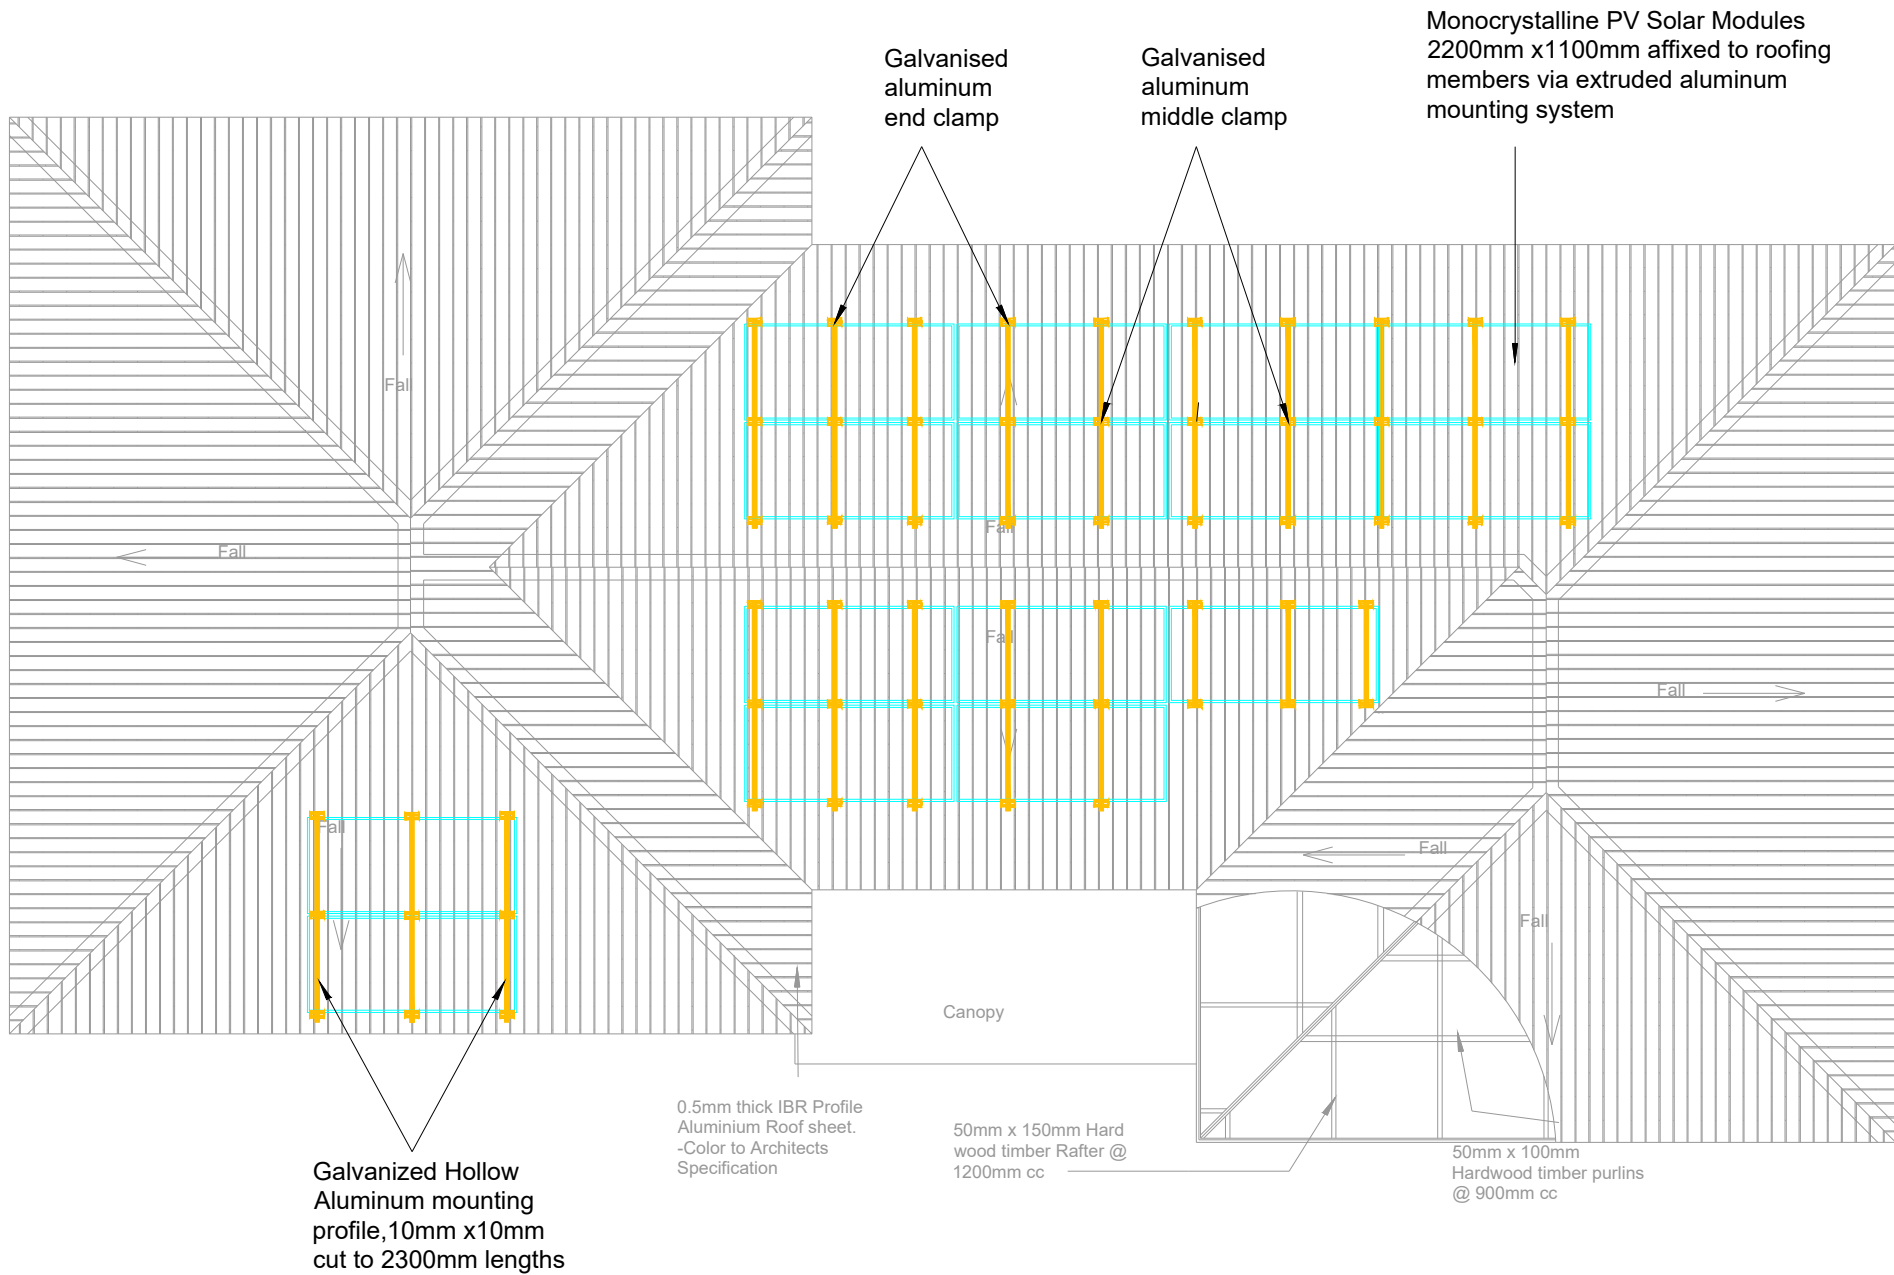 Monocrystalline PV Solar Modules
2200mm x1100mm affixed to roofing
members via extruded aluminum
mounting system
Galvanised
aluminum
end clamp
Galvanised
aluminum
middle clamp
Fall
Fall
Fall
Fall
Fall
Fall
Fall
Fall
Canopy
0.5mm thick IBR Profile
Aluminium Roof sheet.
-Color to Architects
Specification
50mm x 150mm Hard
wood timber Rafter @
1200mm cc
50mm x 100mm
Hardwood timber purlins
@ 900mm cc
Galvanized Hollow
Aluminum mounting
profile,10mm x10mm
cut to 2300mm lengths